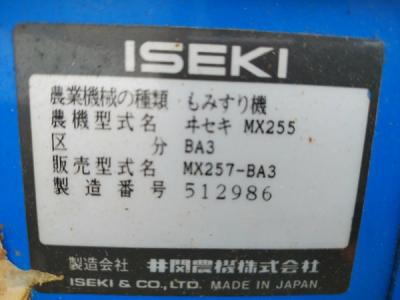 ISEKI
農業機械の種類 もみすり機
農機型式名 ヰセキ MX255
区分 BA3
販売型式名 MX257-BA3
製造番号 512986
製造会社 井関農機株式会社
ISEKI & CO., LTD. MADE IN JAPAN